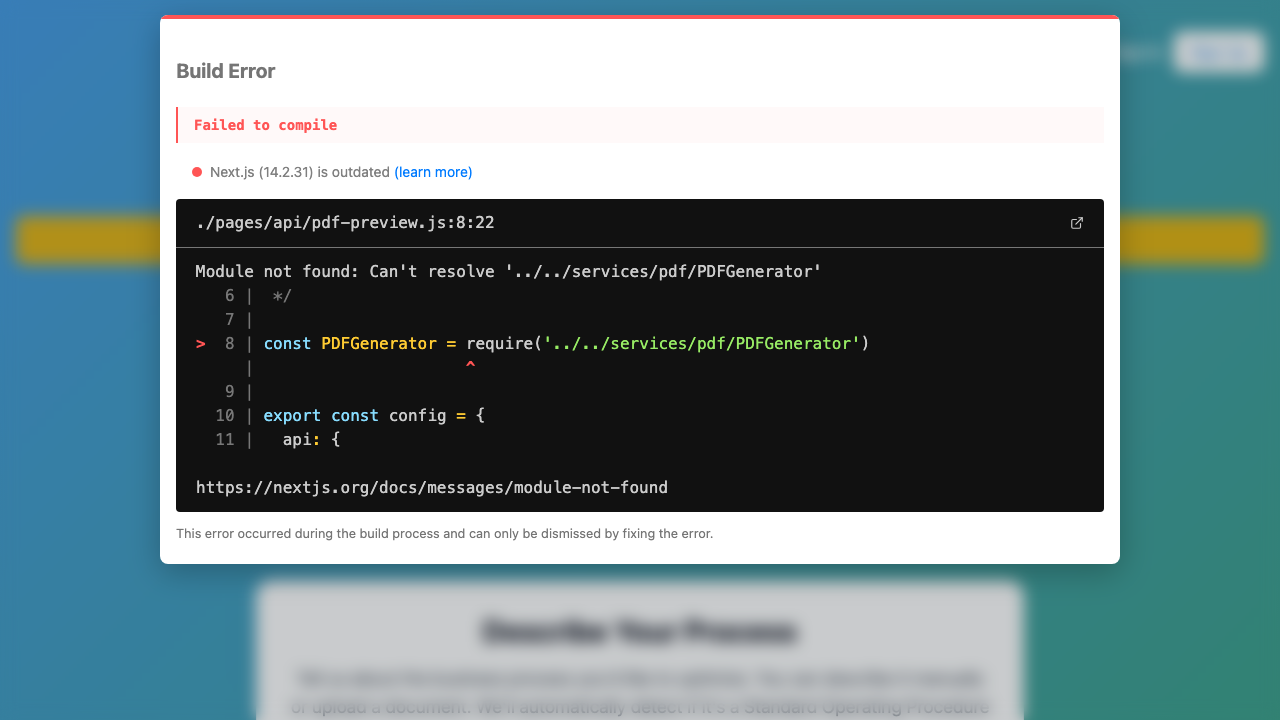 Build Error
Failed to compile
Next.js (14.2.31) is outdated (learn more)
./pages/api/pdf-preview.js:8:22
Module not found: Can't resolve '../../services/pdf/PDFGenerator'
6 |  */
7 |
> 8 | const PDFGenerator = require('../../services/pdf/PDFGenerator')
|                       ^
9 |
10 | export const config = {
11 |   api: {
https://nextjs.org/docs/messages/module-not-found
This error occurred during the build process and can only be dismissed by fixing the error.
Describe Your Process
or upload a document. We'll automatically detect if it's a Standard Operating Procedure